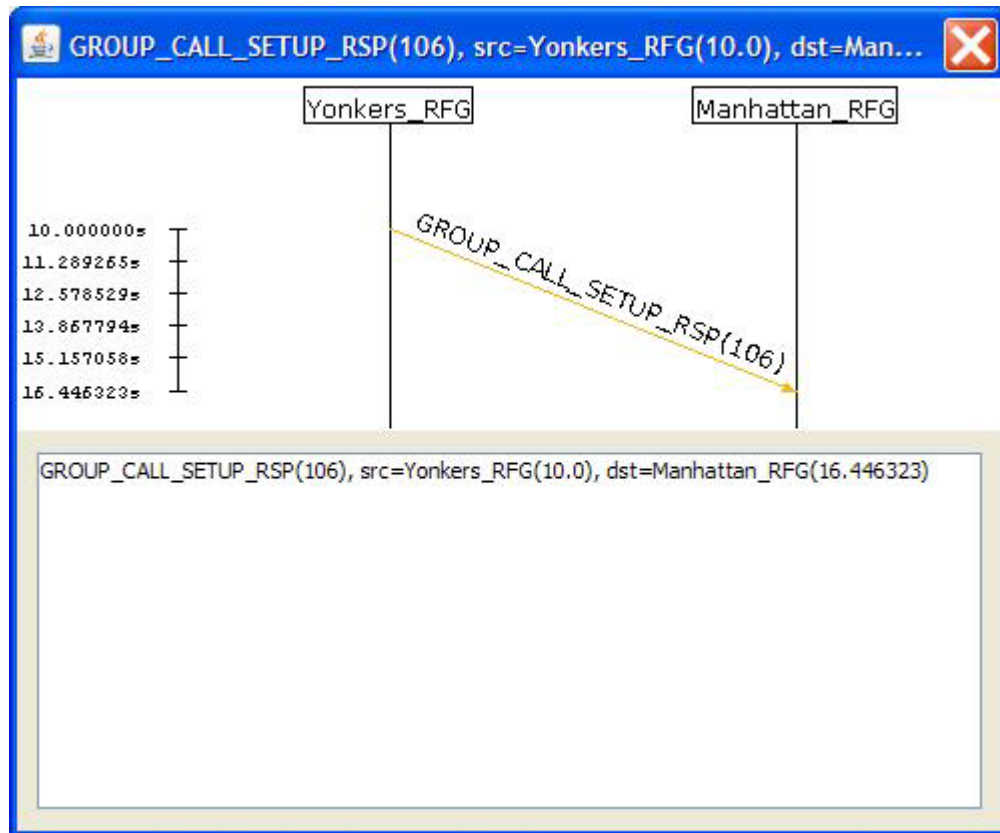 GROUP_CALL_SETUP_RSP(106), src=Yonkers_RFG(10.0), dst=Man...
Yonkers_RFG
Manhattan_RFG
10.000000s
GROUP_CALL_SETUP_RSP(106)
11.289265s
12.578529s
13.867794s
15.157058s
16.446323s
GROUP_CALL_SETUP_RSP(106), src=Yonkers_RFG(10.0), dst=Manhattan_RFG(16.446323)